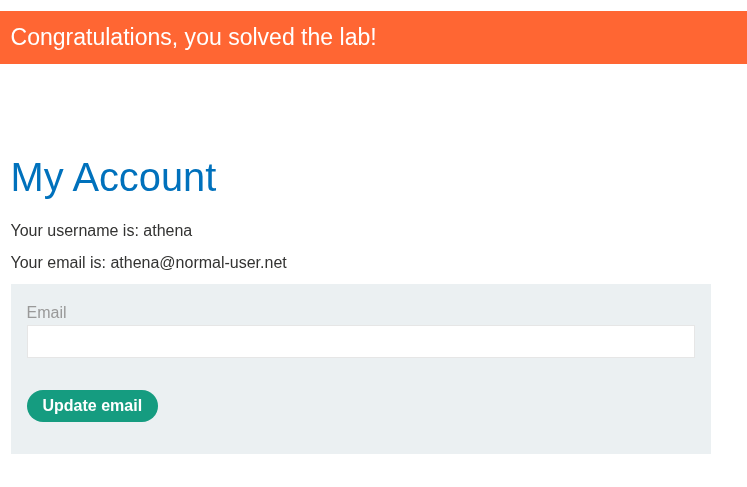 Congratulations, you solved the lab!
My Account
Your username is: athena
Your email is: athena@normal-user.net
Email
Update email